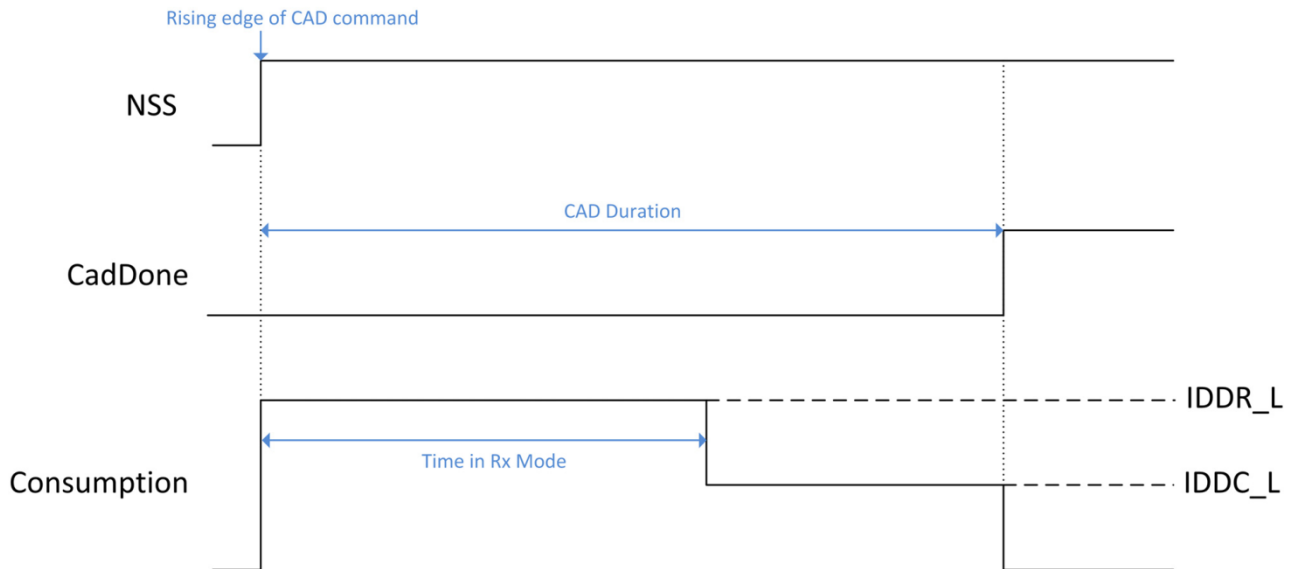 Rising edge of CAD command
NSS
CAD Duration
CadDone
IDDR_L
Time in Rx Mode
Consumption
IDDC_L